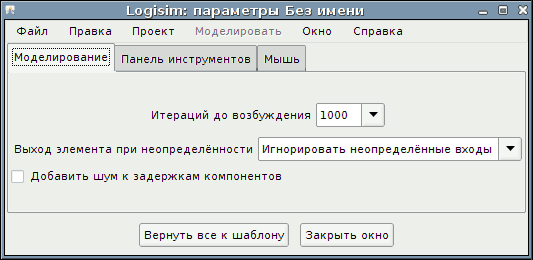 Logisim: параметры Без имени
Файл Правка Проект Моделировать Окно Справка
Моделирование Панель инструментов Мышь
Итераций до возбуждения 1000
Выход элемента при неопределённости Игнорировать неопределённые входы
Добавить шум к задержкам компонентов
Вернуть все к шаблону Закрыть окно